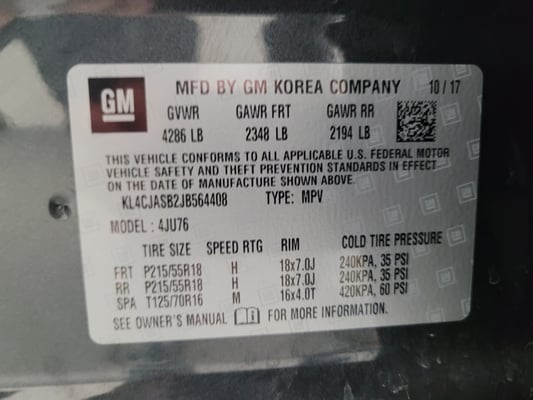 GM
MFD BY GM KOREA COMPANY 10/17
GVWR GAWR FRT GAWR RR
4286 LB 2348 LB 2194 LB
THIS VEHICLE CONFORMS TO ALL APPLICABLE U.S. FEDERAL MOTOR
VEHICLE SAFETY AND THEFT PREVENTION STANDARDS IN EFFECT
ON THE DATE OF MANUFACTURE SHOWN ABOVE.
KL4CJASB2JB564408 TYPE: MPV
MODEL: 4JU76
TIRE SIZE SPEED RTG RIM COLD TIRE PRESSURE
FRT P215/55R18 H 18x7.0J 240KPA, 35 PSI
RR P215/55R18 H 18x7.0J 240KPA, 35 PSI
SPA T125/70R16 M 16x4.0T 420KPA, 60 PSI
SEE OWNER'S MANUAL FOR MORE INFORMATION.